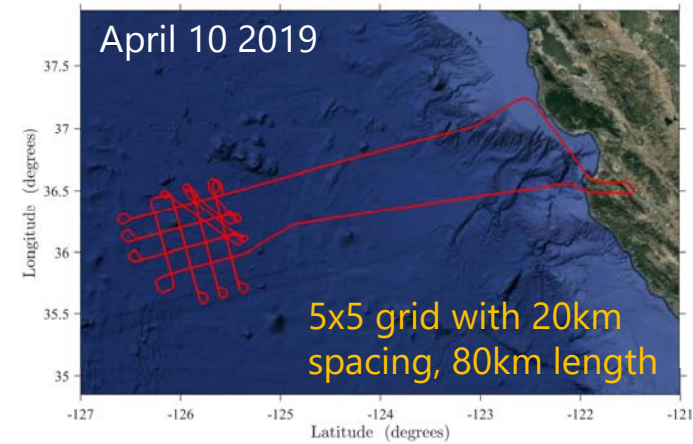 April 10 2019
37.5
37
36.5
36
35.5
35
Longitude (degrees)
5x5 grid with 20km
spacing, 80km length
-127 -126 -125 -124 -123 -122 -121
Latitude (degrees)